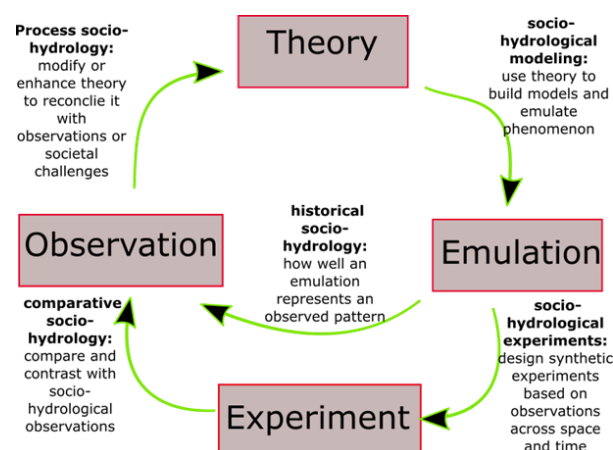 Process socio-
hydrology:
modify or
enhance theory
to reconclie it
with
observations or
societal
challenges
Theory
socio-
hydrological
modeling:
use theory to
build models and
emulate
phenomenon
Observation
historical
socio-
hydrology:
how well an
emulation
represents an
observed pattern
Emulation
comparative
socio-
hydrology:
compare and
contrast with
socio-
hydrological
observations
Experiment
socio-
hydrological
experiments:
design synthetic
experiments
based on
observations
across space
and time